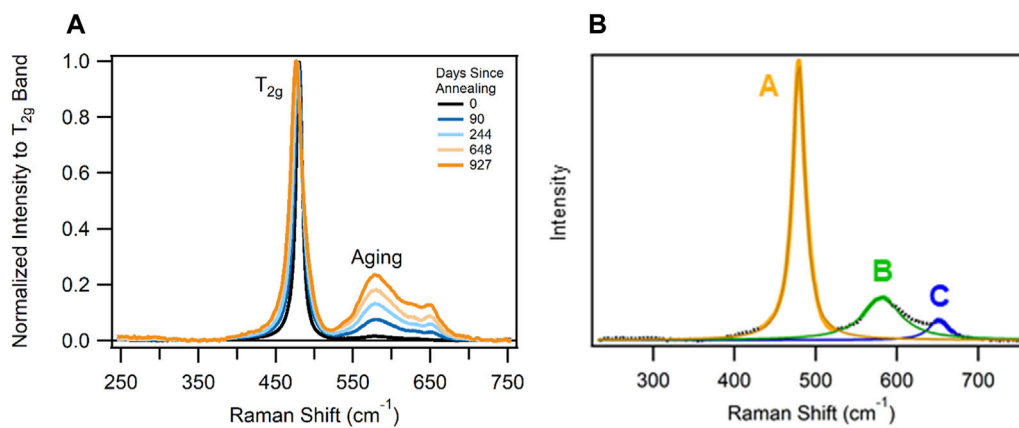 A
Normalized Intensity to T2g Band
1.0
0.8
0.6
0.4
0.2
0.0
T2g
Days Since
Annealing
0
90
244
648
927
Aging
250
350
450
550
650
750
Raman Shift (cm-1)
B
Intensity
A
B
C
300
400
500
600
700
Raman Shift (cm-1)